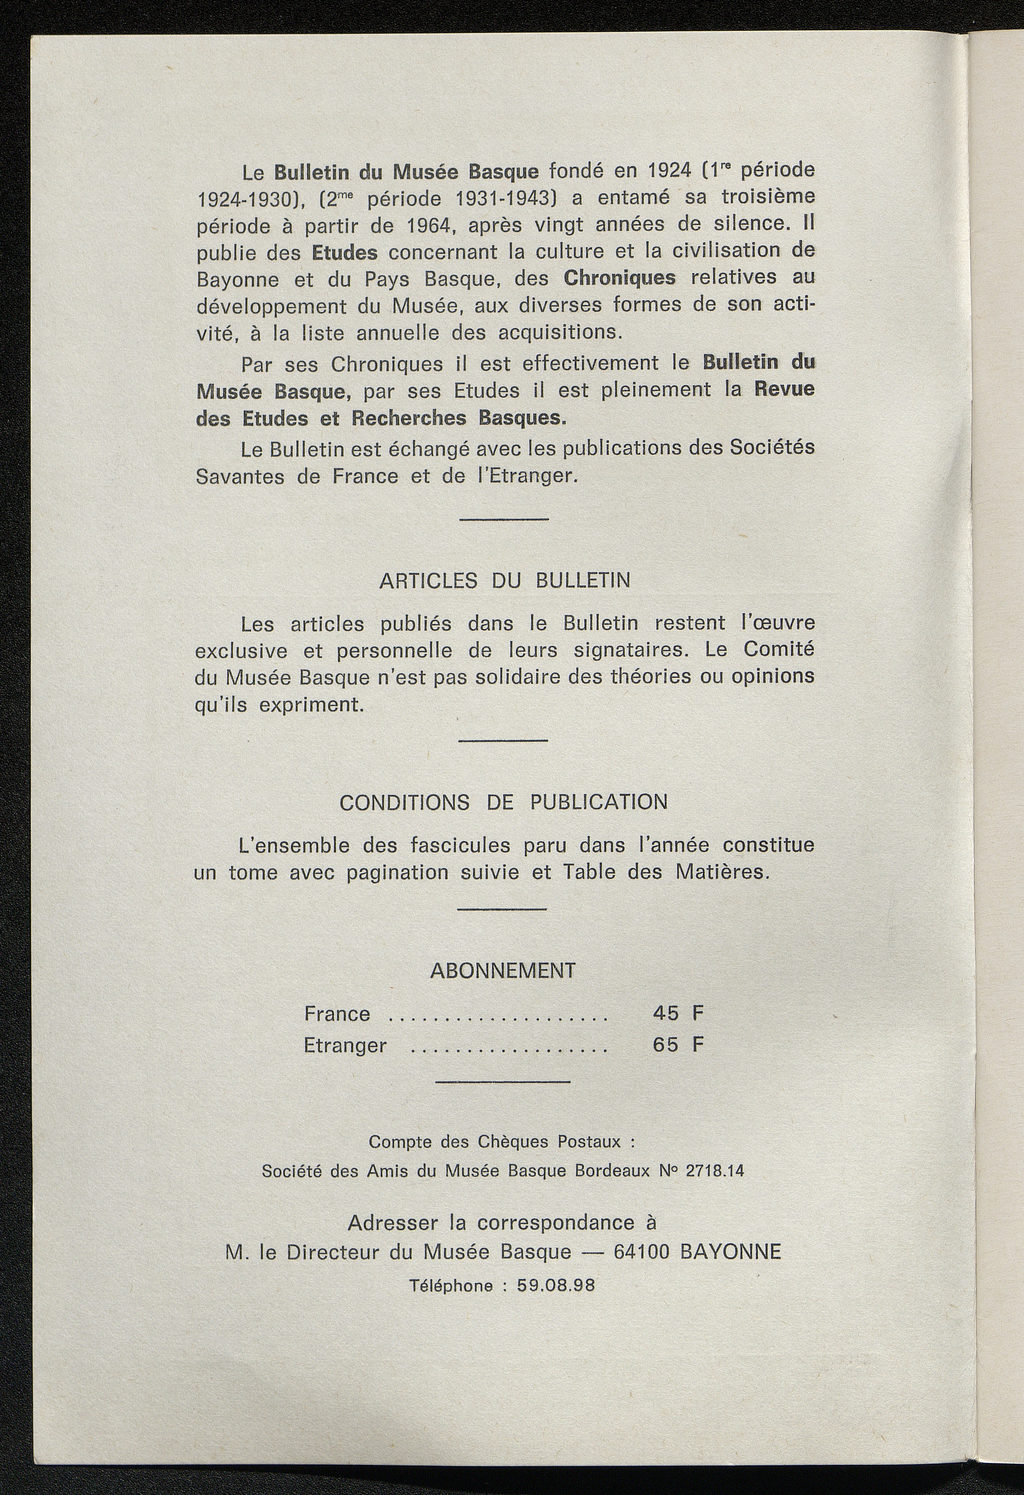 Le Bulletin du Musée Basque fondé en 1924 (1re période
1924-1930), (2me période 1931-1943) a entamé sa troisième
période à partir de 1964, après vingt années de silence. Il
publie des Etudes concernant la culture et la civilisation de
Bayonne et du Pays Basque, des Chroniques relatives au
développement du Musée, aux diverses formes de son acti-
vité, à la liste annuelle des acquisitions.
Par ses Chroniques il est effectivement le Bulletin du
Musée Basque, par ses Etudes il est pleinement la Revue
des Etudes et Recherches Basques.
Le Bulletin est échangé avec les publications des Sociétés
Savantes de France et de l'Etranger.
ARTICLES DU BULLETIN
Les articles publiés dans le Bulletin restent l'œuvre
exclusive et personnelle de leurs signataires. Le Comité
du Musée Basque n'est pas solidaire des théories ou opinions
qu'ils expriment.
CONDITIONS DE PUBLICATION
L'ensemble des fascicules paru dans l'année constitue
un tome avec pagination suivie et Table des Matières.
ABONNEMENT
France .................... 45 F
Etranger .................. 65 F
Compte des Chèques Postaux :
Société des Amis du Musée Basque Bordeaux N° 2718.14
Adresser la correspondance à
M. le Directeur du Musée Basque — 64100 BAYONNE
Téléphone : 59.08.98